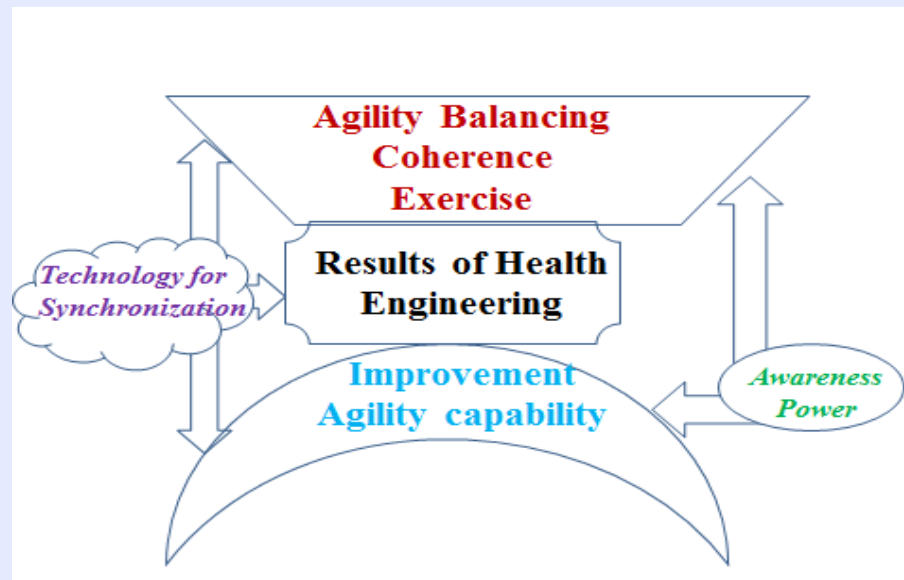 Agility Balancing
Coherence
Exercise
Technology for
Synchronization
Results of Health
Engineering
Improvement
Agility capability
Awareness
Power